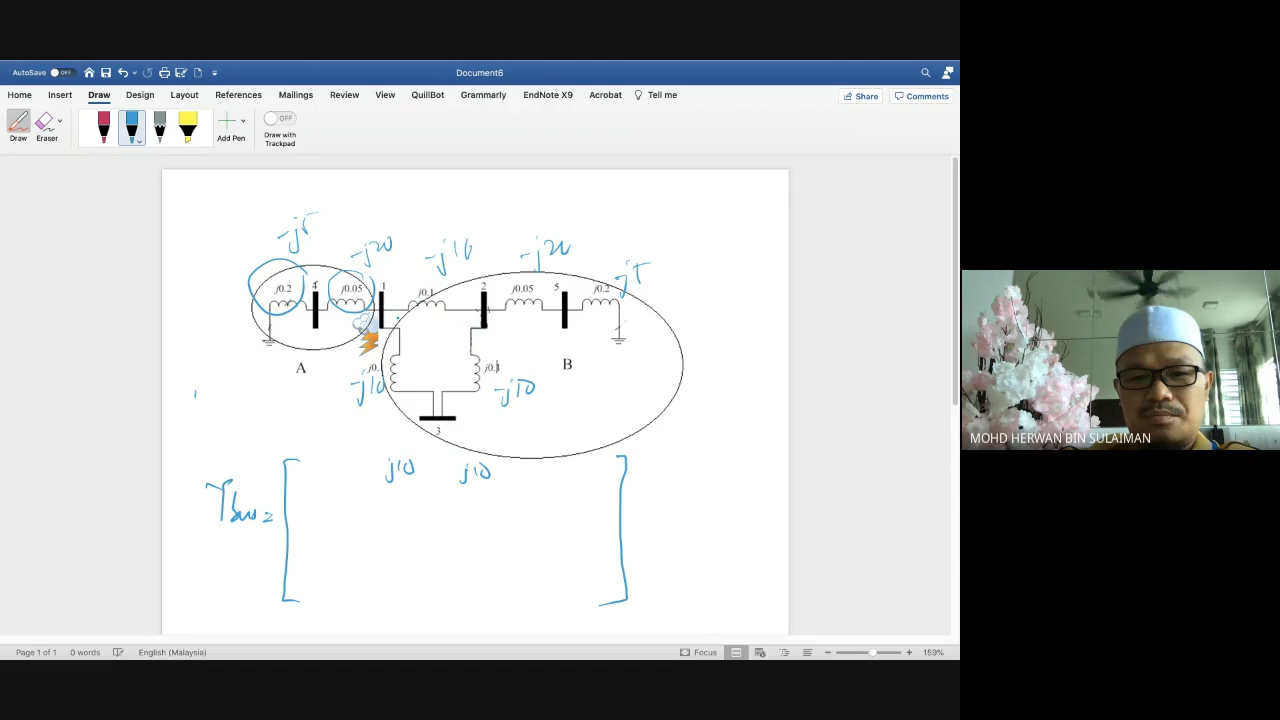 AutoSave OFF
Document6
Home Insert Draw Design Layout References Mailings Review View QuillBot Grammarly EndNote X9 Acrobat Tell me Share Comments
Draw Eraser Add Pen OFF Draw with Trackpad
-j5 -j20 -j10 -j20 -j5
j0.2 4 j0.05 1 j0.1 2 j0.05 5 j0.2
A j0. j0.1 B
-j10 -j10
3
j10 j10
Ybus =
MOHD HERWAN BIN SULAIMAN
Page 1 of 1 0 words English (Malaysia) Focus 159%